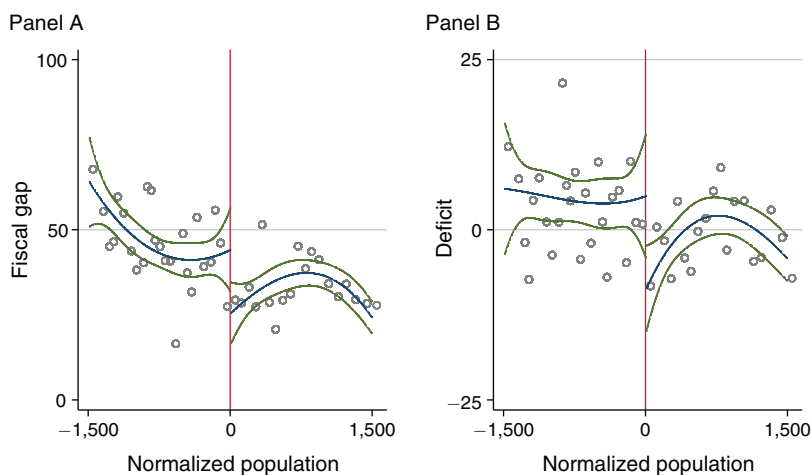 Panel A
100
50
0
Fiscal gap
−1,500
0
1,500
Normalized population
Panel B
25
0
−25
Deficit
−1,500
0
1,500
Normalized population